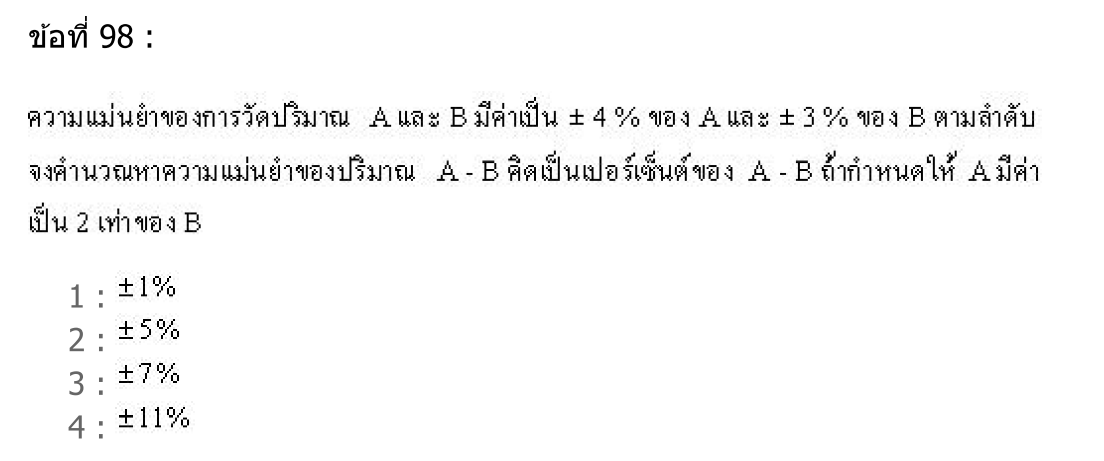 ข้อที่ 98 :
ความแม่นยำของการวัดปริมาณ A และ B มีค่าเป็น ± 4 % ของ A และ ± 3 % ของ B ตามลำดับ
จงคำนวณหาความแม่นยำของปริมาณ A - B คิดเป็นเปอร์เซ็นต์ของ A - B ถ้ากำหนดให้ A มีค่า
เป็น 2 เท่าของ B
1 : ±1%
2 : ±5%
3 : ±7%
4 : ±11%